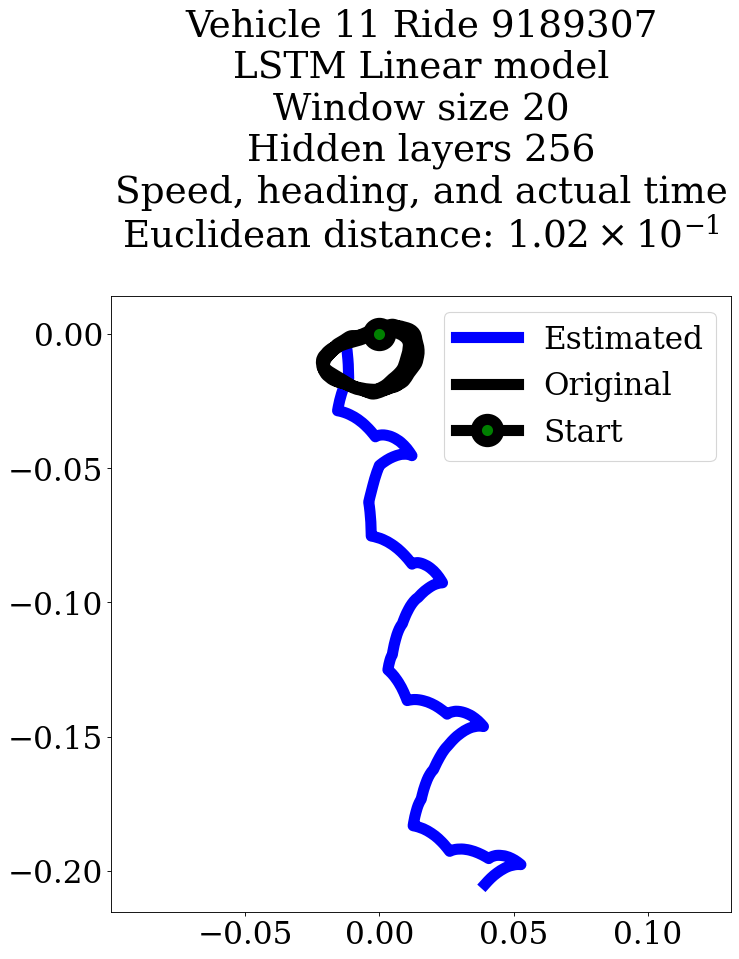 Vehicle 11 Ride 9189307
LSTM Linear model
Window size 20
Hidden layers 256
Speed, heading, and actual time
Euclidean distance: 1.02 × 10⁻¹
Estimated
Original
Start
0.00
−0.05
−0.10
−0.15
−0.20
−0.05 0.00 0.05 0.10